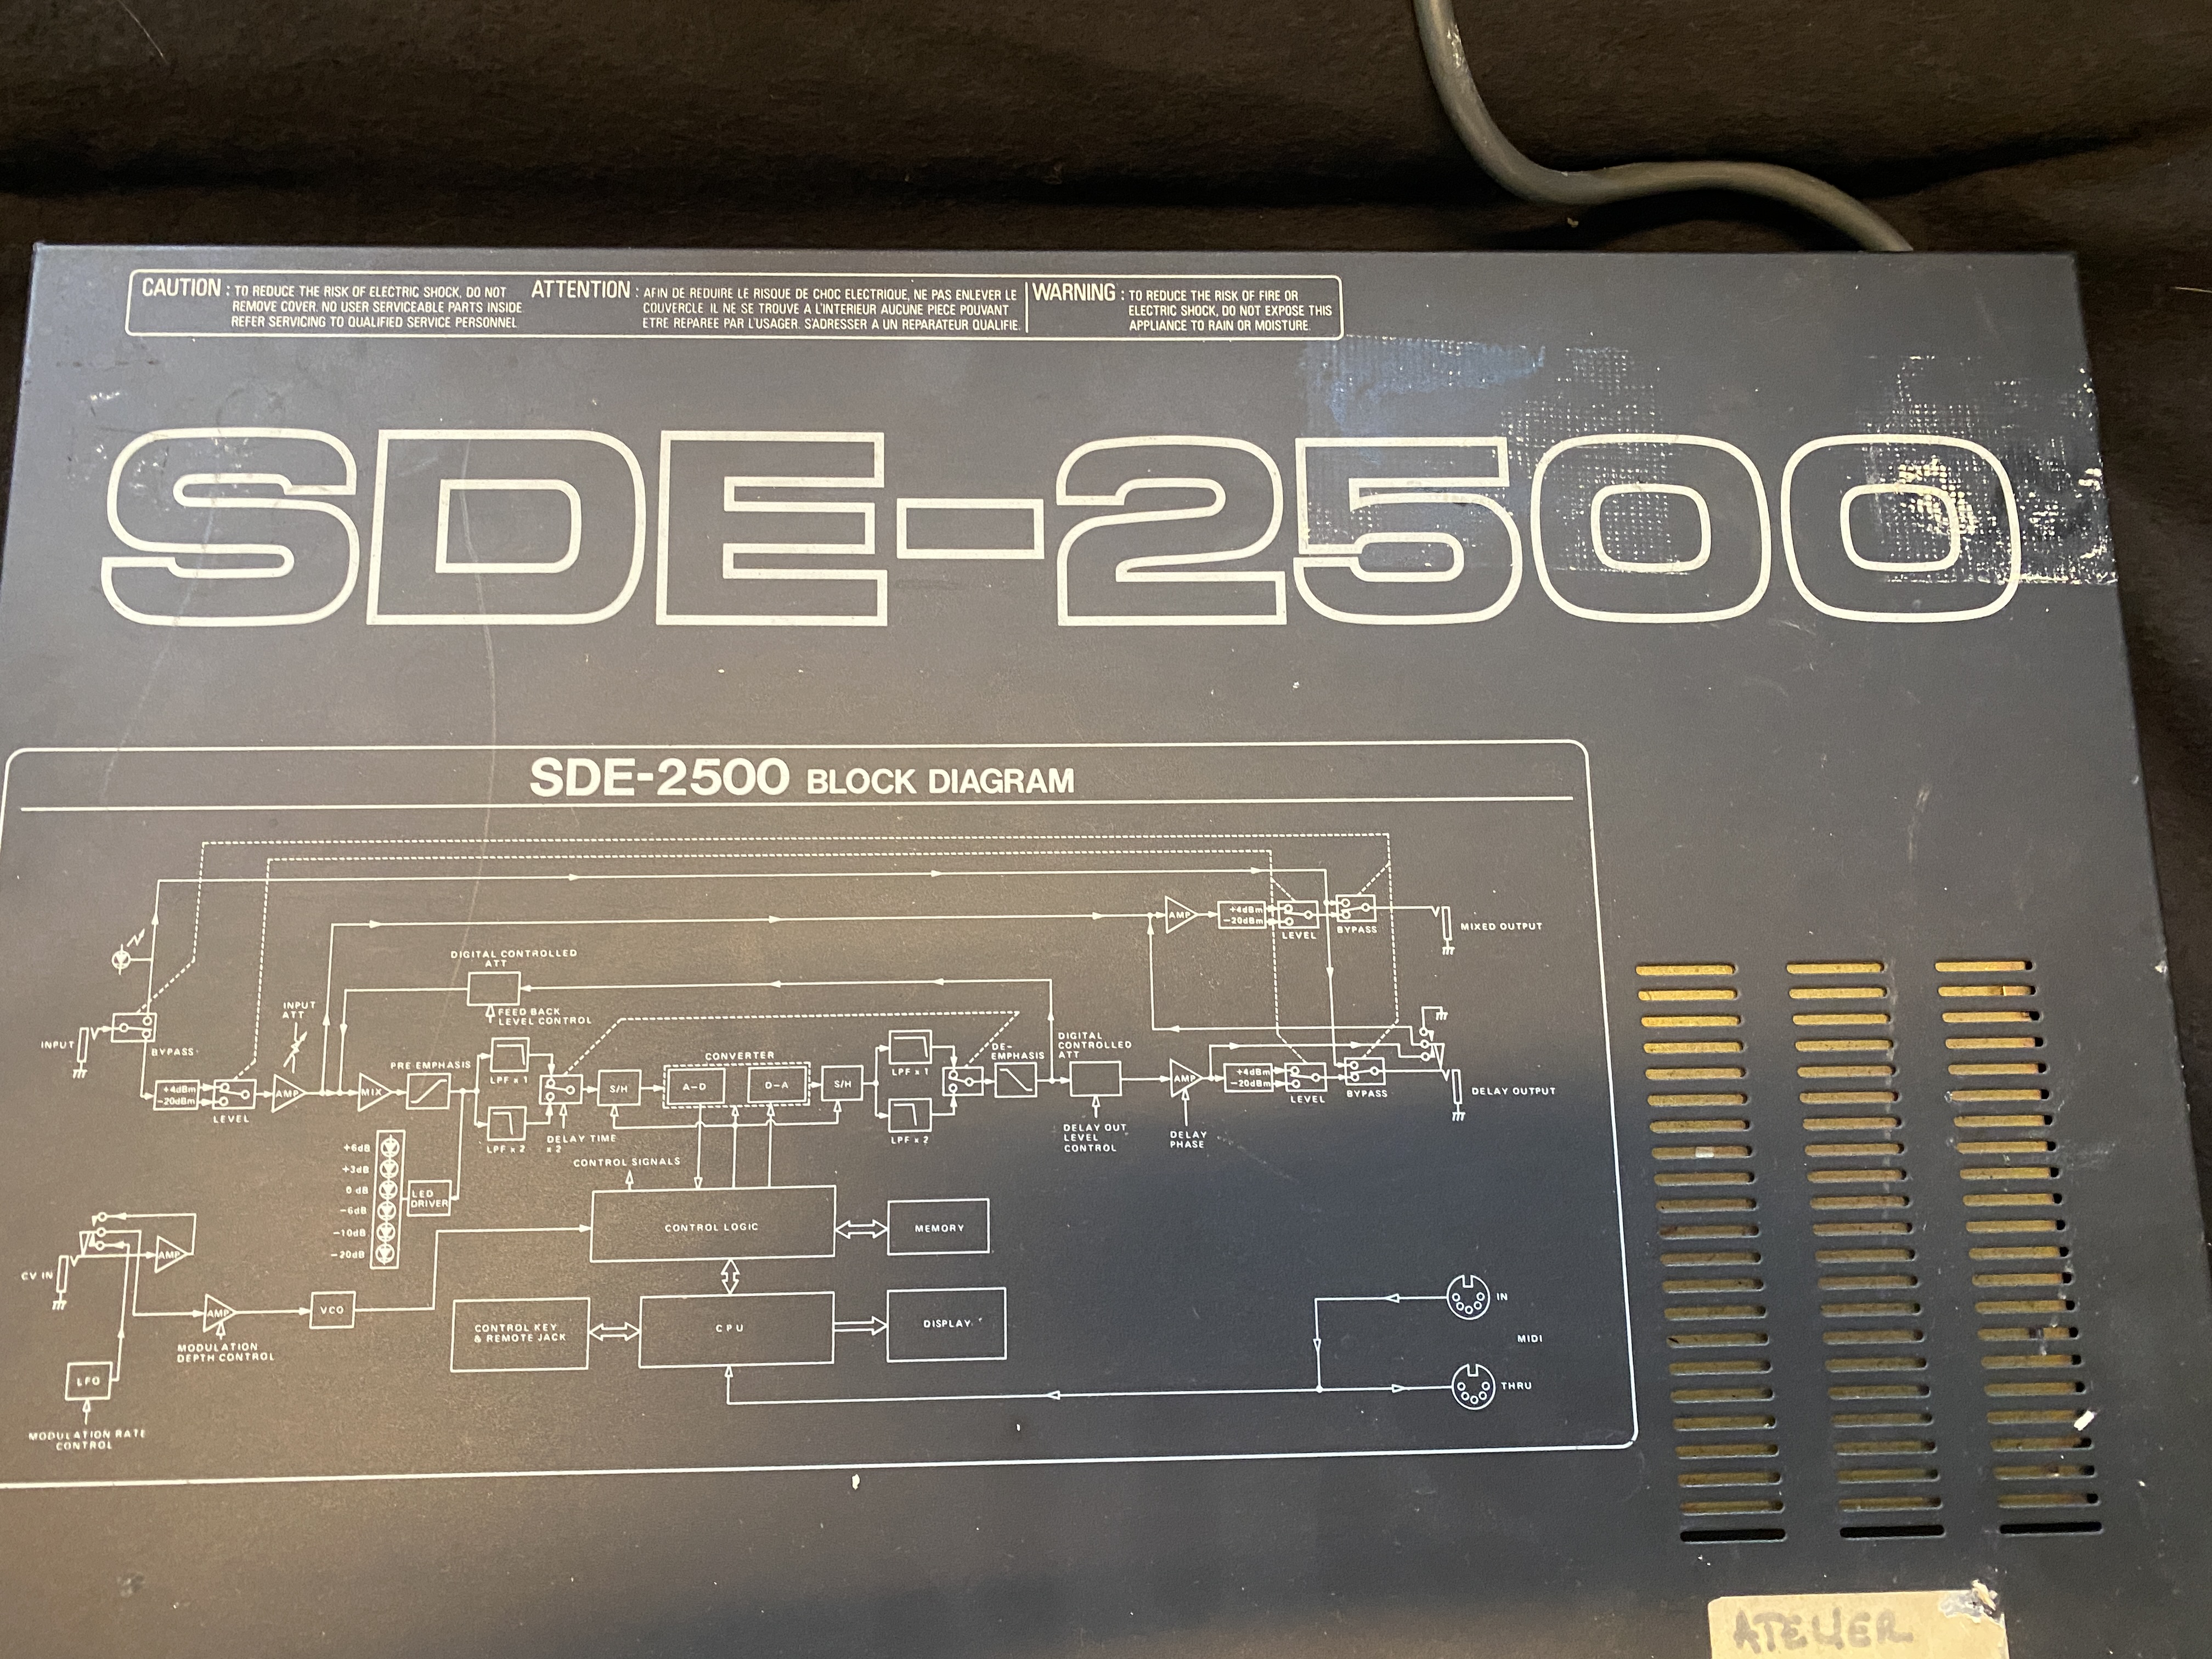 CAUTION : TO REDUCE THE RISK OF ELECTRIC SHOCK, DO NOT
REMOVE COVER. NO USER SERVICEABLE PARTS INSIDE
REFER SERVICING TO QUALIFIED SERVICE PERSONNEL
ATTENTION : AFIN DE REDUIRE LE RISQUE DE CHOC ELECTRIQUE, NE PAS ENLEVER LE
COUVERCLE IL NE SE TROUVE A L'INTERIEUR AUCUNE PIECE POUVANT
ETRE REPAREE PAR L'USAGER. S'ADRESSER A UN REPARATEUR QUALIFIE.
WARNING : TO REDUCE THE RISK OF FIRE OR
ELECTRIC SHOCK, DO NOT EXPOSE THIS
APPLIANCE TO RAIN OR MOISTURE.
SDE-2500
SDE-2500 BLOCK DIAGRAM
AMP
+4dBm
-20dBm
LEVEL
BYPASS
MIXED OUTPUT
DIGITAL CONTROLLED
ATT
FEED BACK
LEVEL CONTROL
INPUT
ATT
INPUT
BYPASS
+4dBm
-20dBm
LEVEL
AMP
MIX
PRE EMPHASIS
LPF x 1
LPF x 2
DELAY TIME
x 2
S/H
CONVERTER
A-D
D-A
S/H
LPF x 1
LPF x 2
DE-
EMPHASIS
DIGITAL
CONTROLLED
ATT
DELAY OUT
LEVEL
CONTROL
AMP
DELAY
PHASE
+4dBm
-20dBm
LEVEL
BYPASS
DELAY OUTPUT
+6dB
+3dB
0 dB
-6dB
-10dB
-20dB
LED
DRIVER
CONTROL SIGNALS
CONTROL LOGIC
MEMORY
CV IN
AMP
AMP
MODULATION
DEPTH CONTROL
VCO
LFO
MODULATION RATE
CONTROL
CONTROL KEY
& REMOTE JACK
CPU
DISPLAY
IN
MIDI
THRU
ATELIER